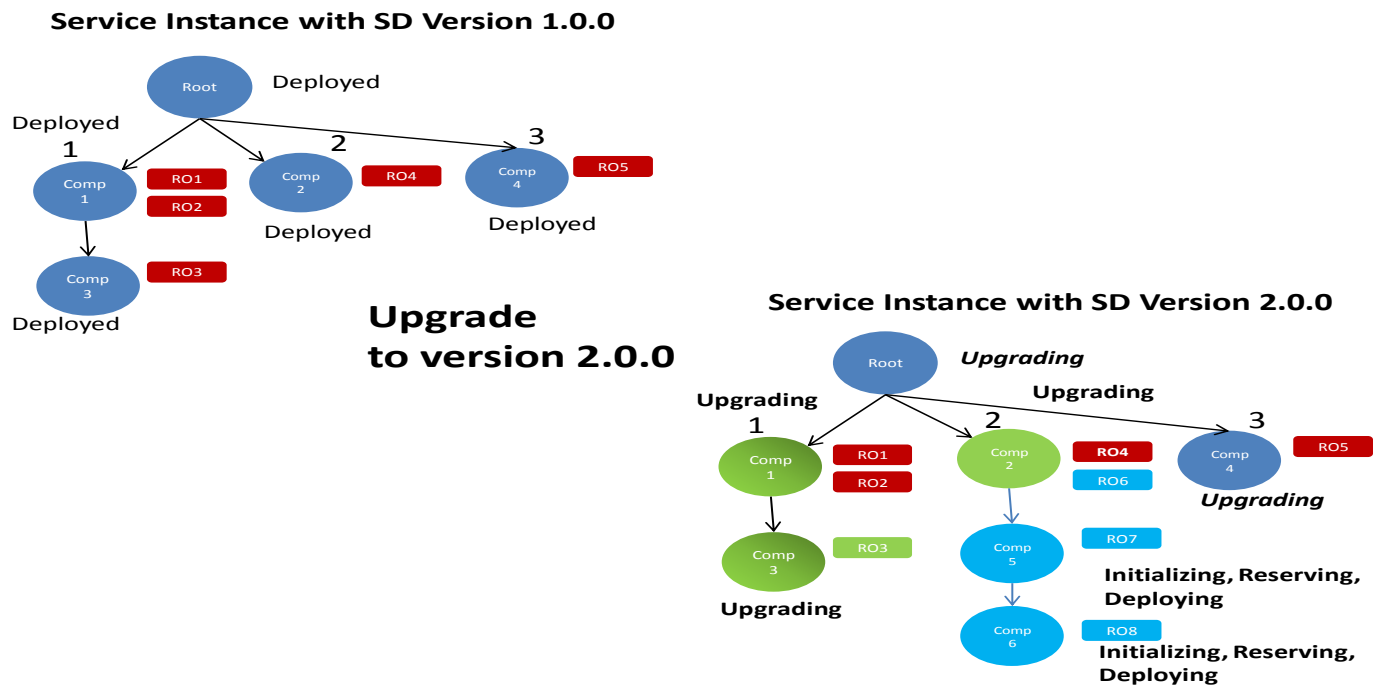 Service Instance with SD Version 1.0.0
Root
Deployed
Deployed
1
2
3
Comp
1
RO1
RO2
Comp
2
RO4
Comp
4
RO5
Deployed
Deployed
Comp
3
RO3
Deployed
Upgrade
to version 2.0.0
Service Instance with SD Version 2.0.0
Root
Upgrading
Upgrading
Upgrading
1
2
3
Comp
1
RO1
RO2
Comp
2
RO4
RO6
Comp
4
RO5
Upgrading
Comp
3
RO3
Upgrading
Comp
5
RO7
Initializing, Reserving,
Deploying
Comp
6
RO8
Initializing, Reserving,
Deploying